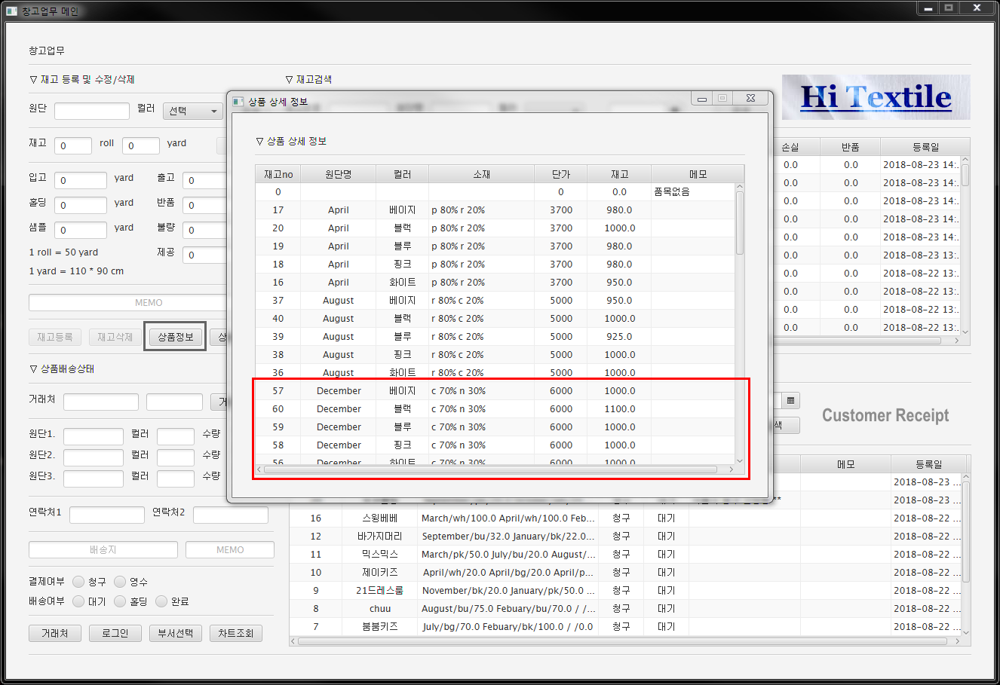 창고업무 메인
창고업무
▽ 재고 등록 및 수정/삭제
▽ 재고검색
Hi Textile
원단
컬러
선택
재고
0
roll
0
yard
입고
0
yard
출고
0
홀딩
0
yard
반품
0
샘플
0
yard
불량
0
1 roll = 50 yard
제공
0
1 yard = 110 * 90 cm
MEMO
재고등록
재고삭제
상품정보
상
▽ 상품배송상태
거래처
거
원단1.
컬러
수량
원단2.
컬러
수량
원단3.
컬러
수량
연락처1
연락처2
배송지
MEMO
결제여부
청구
영수
배송여부
대기
홀딩
완료
거래처
로그인
부서선택
차트조회
상품 상세 정보
▽ 상품 상세 정보
재고no 원단명 컬러 소재 단가 재고 메모
0 0 0.0 품목없음
17 April 베이지 p 80% r 20% 3700 980.0
20 April 블랙 p 80% r 20% 3700 1000.0
19 April 블루 p 80% r 20% 3700 980.0
18 April 핑크 p 80% r 20% 3700 980.0
16 April 화이트 p 80% r 20% 3700 950.0
37 August 베이지 r 80% c 20% 5000 950.0
40 August 블랙 r 80% c 20% 5000 1000.0
39 August 블루 r 80% c 20% 5000 925.0
38 August 핑크 r 80% c 20% 5000 1000.0
36 August 화이트 r 80% c 20% 5000 1000.0
57 December 베이지 c 70% n 30% 6000 1000.0
60 December 블랙 c 70% n 30% 6000 1100.0
59 December 블루 c 70% n 30% 6000 1000.0
58 December 핑크 c 70% n 30% 6000 1000.0
56 December 화이트 c 70% n 30% 6000 1000.0
손실 반품 등록일
0.0 0.0 2018-08-23 14:.
0.0 0.0 2018-08-23 14:.
0.0 0.0 2018-08-23 14:.
0.0 0.0 2018-08-23 14:.
0.0 0.0 2018-08-23 14:.
0.0 0.0 2018-08-23 13:.
0.0 0.0 2018-08-22 13:.
0.0 0.0 2018-08-22 13:.
0.0 0.0 2018-08-22 13:.
0.0 0.0 2018-08-22 13:.
색
Customer Receipt
메모 등록일
2018-08-23 ...
** 2018-08-23 ...
16 스윙베베 March/wh/100.0 April/wh/100.0 Feb... 청구 대기 2018-08-22 ...
12 바가지머리 September/bu/32.0 January/bk/22.0... 청구 대기 2018-08-22 ...
11 믹스믹스 March/pk/50.0 July/bu/20.0 August/... 청구 대기 2018-08-22 ...
10 제이키즈 April/wh/20.0 April/bg/20.0 April/p... 청구 대기 2018-08-22 ...
9 21드레스룸 November/bk/20.0 January/pk/50.0 ... 청구 대기 2018-08-22 ...
8 chuu August/bu/75.0 Febuary/bu/70.0 / /... 청구 대기 2018-08-22 ...
7 붐붐키즈 July/bg/70.0 Febuary/bk/100.0 / /0.0 청구 대기 2018-08-22 ...